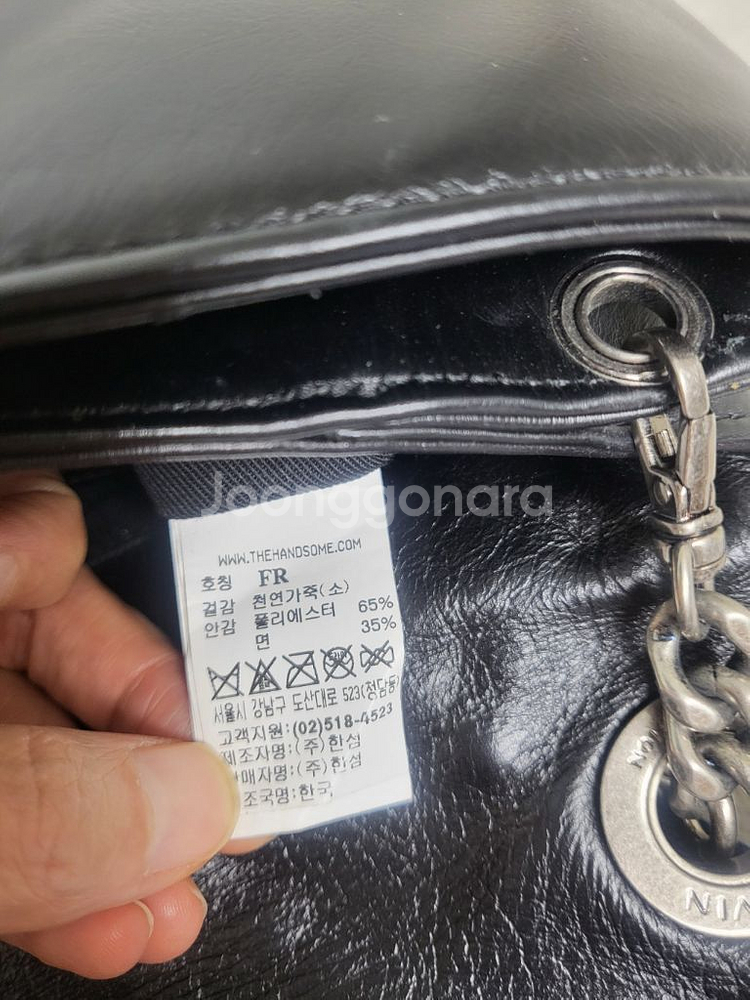 Joonggonara
WWW.THEHANDSOME.COM
호칭 FR
겉감 천연가죽(소)
안감 폴리에스터 65%
면 35%
서울시 강남구 도산대로 523(청담동)
고객지원:(02)518-4523
제조자명:(주)한섬
판매자명:(주)한섬
조국명:한국
VIN